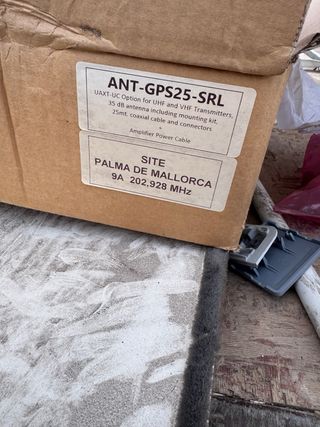 ANT-GPS25-SRL
UAXT-UC Option for UHF and VHF Transmitters,
35 dB antenna including mounting kit,
25mt. coaxial cable and connectors
+
Amplifier Power Cable
SITE
PALMA DE MALLORCA
9A 202,928 MHz